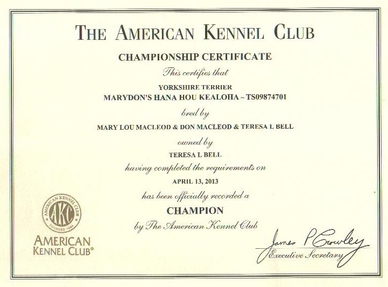 THE AMERICAN KENNEL CLUB
CHAMPIONSHIP CERTIFICATE
This certifies that
YORKSHIRE TERRIER
MARYDON'S HANA HOU KEALOHA – TS09874701
bred by
MARY LOU MACLEOD & DON MACLEOD & TERESA L BELL
owned by
TERESA L BELL
having completed the requirements on
APRIL 13, 2013
has been officially recorded a
CHAMPION
by The American Kennel Club
AKC
AMERICAN
KENNEL CLUB®
James P Crowley
Executive Secretary